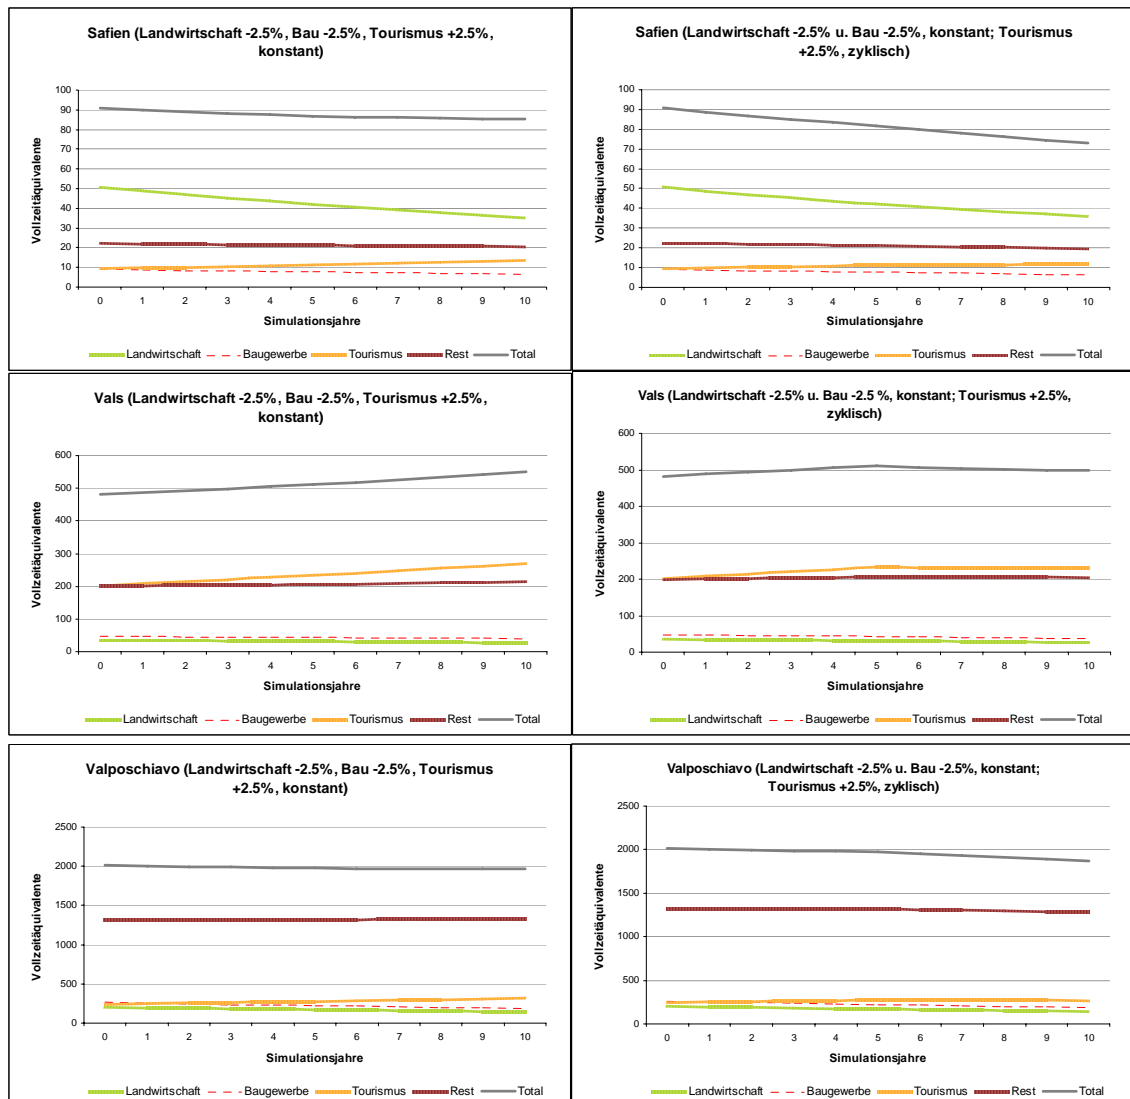 Safien (Landwirtschaft -2.5%, Bau -2.5%, Tourismus +2.5%,
konstant)
100
90
80
70
60
50
40
30
20
10
0
Vollzeitäquivalente
0 1 2 3 4 5 6 7 8 9 10
Simulationsjahre
Landwirtschaft Baugewerbe Tourismus Rest Total
Safien (Landwirtschaft -2.5% u. Bau -2.5%, konstant; Tourismus
+2.5%, zyklisch)
100
90
80
70
60
50
40
30
20
10
0
Vollzeitäquivalente
0 1 2 3 4 5 6 7 8 9 10
Simulationsjahre
Landwirtschaft Baugewerbe Tourismus Rest Total
Vals (Landwirtschaft -2.5%, Bau -2.5%, Tourismus +2.5%,
konstant)
600
500
400
300
200
100
0
Vollzeitäquivalente
0 1 2 3 4 5 6 7 8 9 10
Simulationsjahre
Landwirtschaft Baugewerbe Tourismus Rest Total
Vals (Landwirtschaft -2.5% u. Bau -2.5 %, konstant; Tourismus +2.5%,
zyklisch)
600
500
400
300
200
100
0
Vollzeitäquivalente
0 1 2 3 4 5 6 7 8 9 10
Simulationsjahre
Landwirtschaft Baugewerbe Tourismus Rest Total
Valposchiavo (Landwirtschaft -2.5%, Bau -2.5%, Tourismus
+2.5%, konstant)
2500
2000
1500
1000
500
0
Vollzeitäquivalente
0 1 2 3 4 5 6 7 8 9 10
Simulationsjahre
Landwirtschaft Baugewerbe Tourismus Rest Total
Valposchiavo (Landwirtschaft -2.5% u. Bau -2.5%, konstant;
Tourismus +2.5%, zyklisch)
2500
2000
1500
1000
500
0
Vollzeitäquivalente
0 1 2 3 4 5 6 7 8 9 10
Simulationsjahre
Landwirtschaft Baugewerbe Tourismus Rest Total